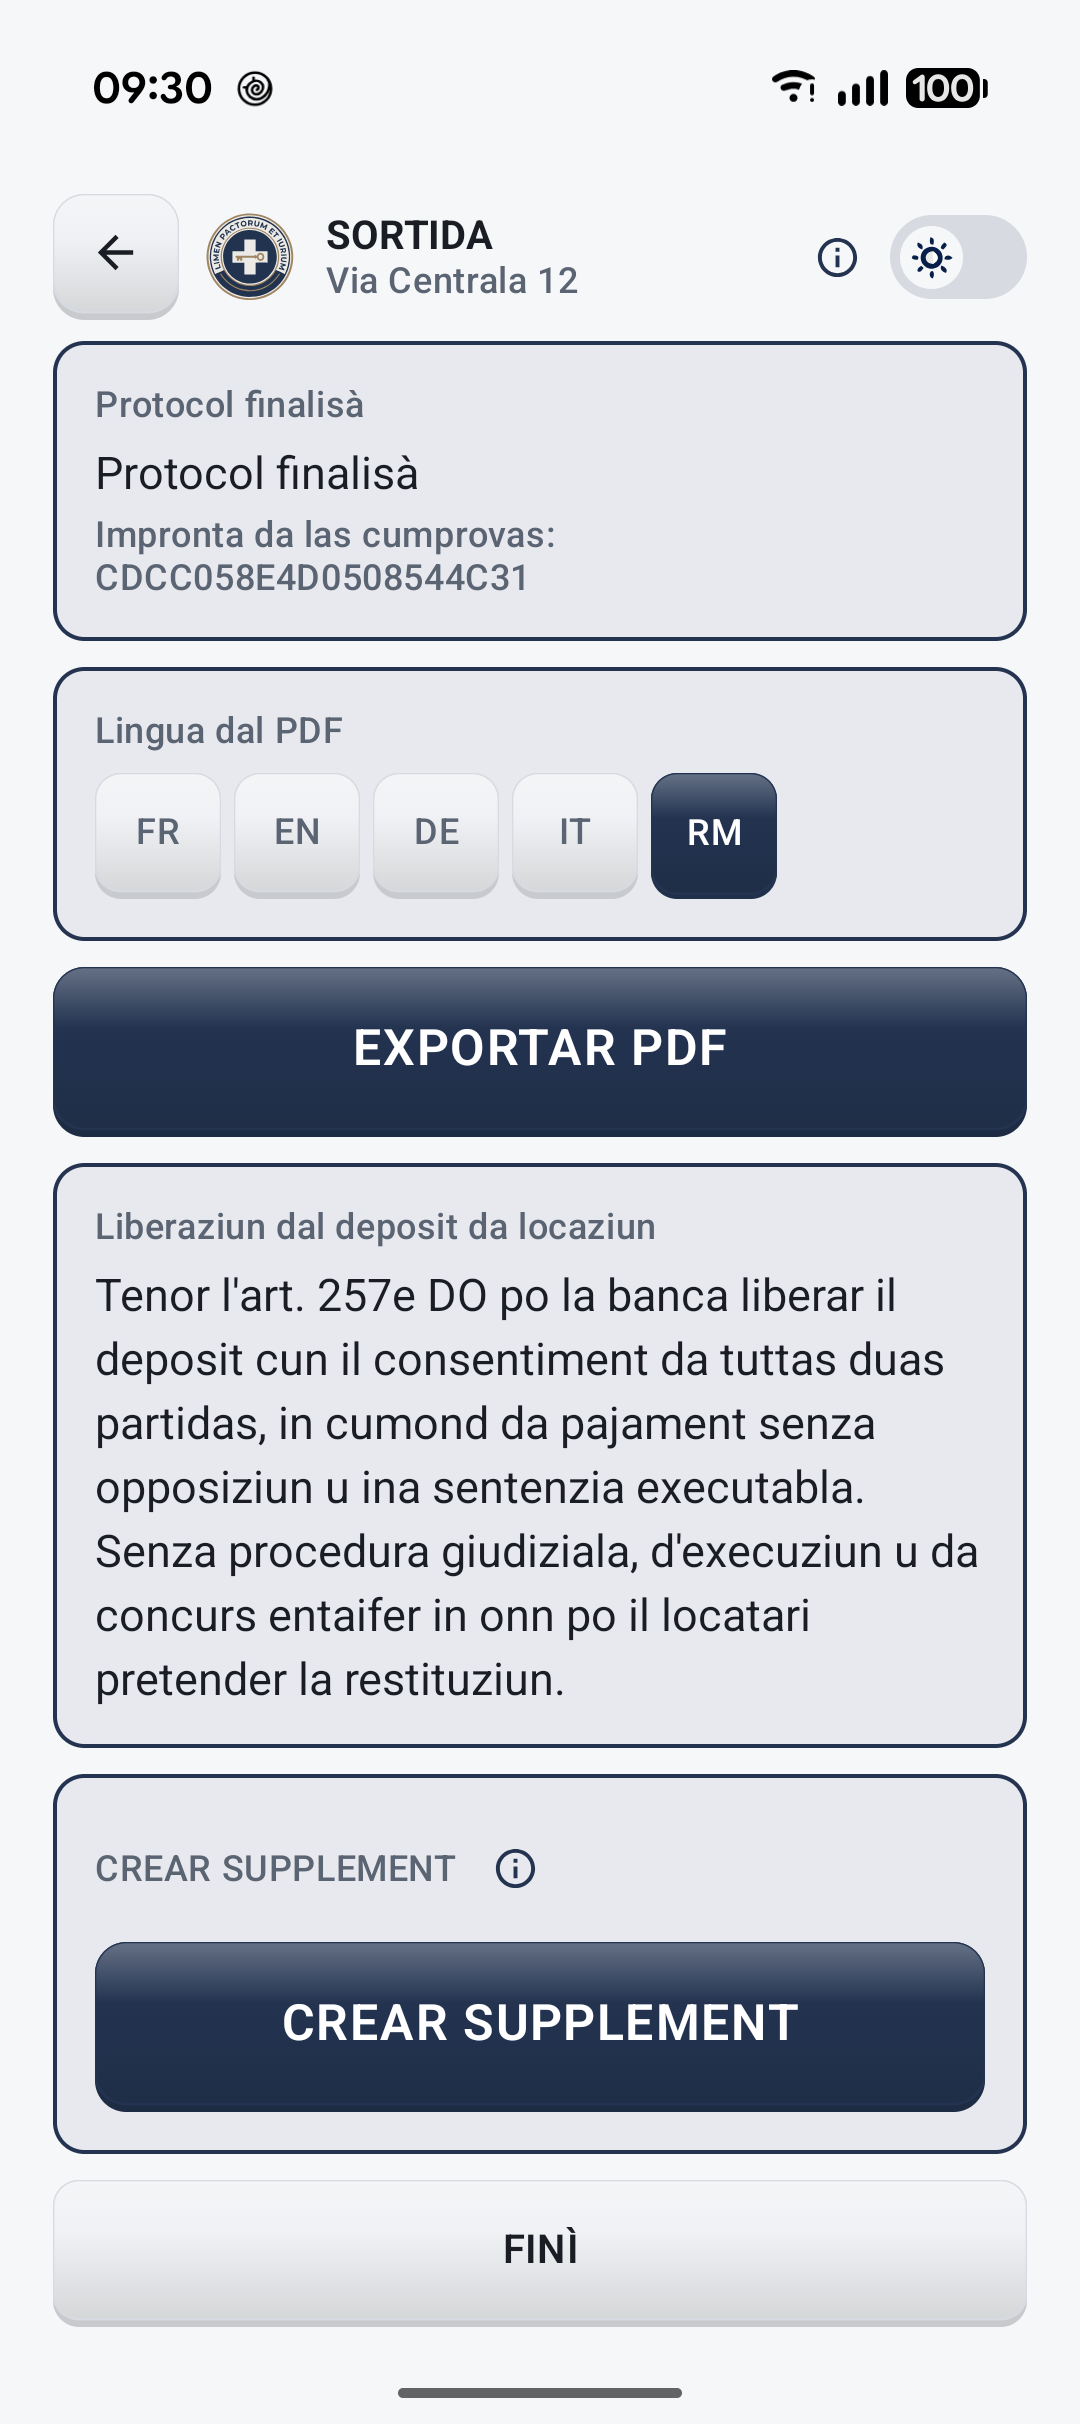 09:30
100
LIMEN PACTORUM ET IURIUM
SORTIDA
Via Centrala 12
Protocol finalisà
Protocol finalisà
Impronta da las cumprovas:
CDCC058E4D0508544C31
Lingua dal PDF
FR EN DE IT RM
EXPORTAR PDF
Liberaziun dal deposit da locaziun
Tenor l'art. 257e DO po la banca liberar il
deposit cun il consentiment da tuttas duas
partidas, in cumond da pajament senza
opposiziun u ina sentenzia executabla.
Senza procedura giudiziala, d'execuziun u da
concurs entaifer in onn po il locatari
pretender la restituziun.
CREAR SUPPLEMENT
CREAR SUPPLEMENT
FINÌ